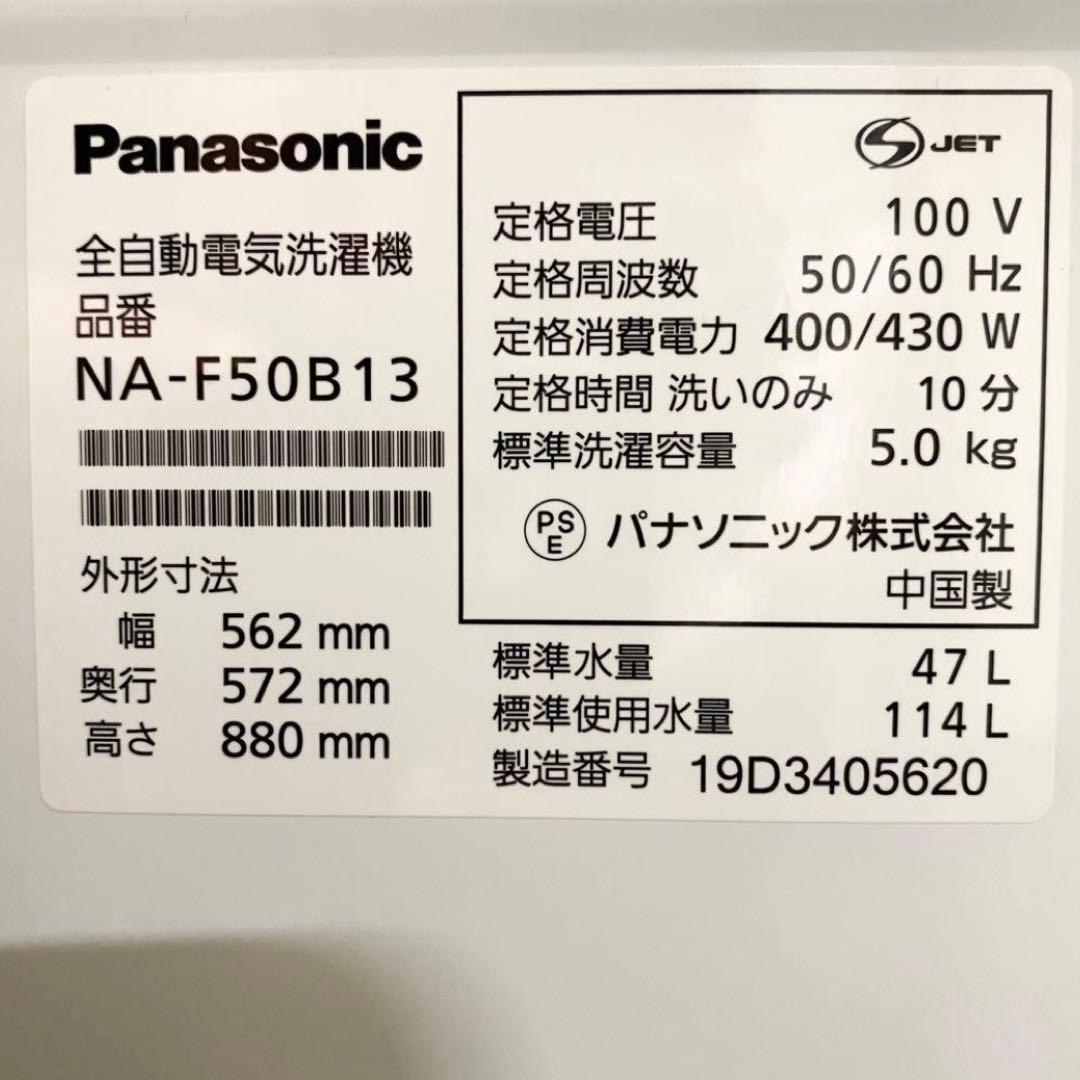 Panasonic
全自動電気洗濯機
品番
NA-F50B13
外形寸法
幅 562 mm
奥行 572 mm
高さ 880 mm
S JET
定格電圧 100 V
定格周波数 50/60 Hz
定格消費電力 400/430 W
定格時間 洗いのみ 10 分
標準洗濯容量 5.0 kg
PSE パナソニック株式会社
中国製
標準水量 47 L
標準使用水量 114 L
製造番号 19D3405620